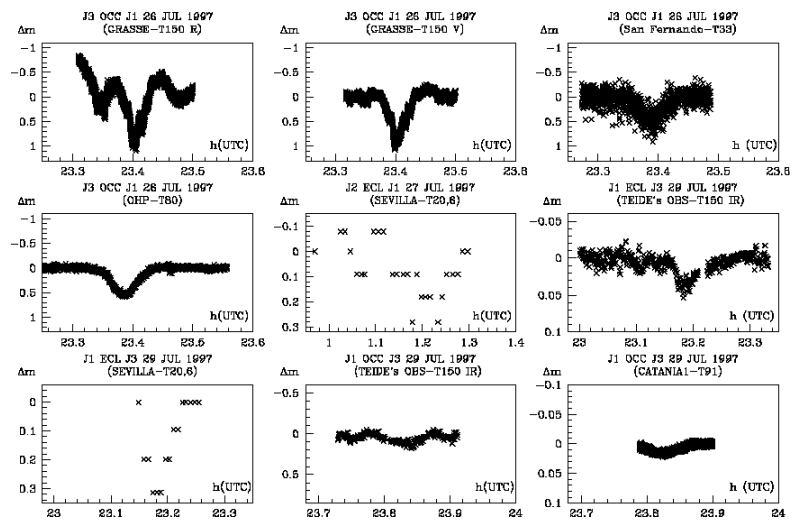 J3 OCC J1 26 JUL 1997
(GRASSE-T150 R)
Δm
-1
-0.5
0
0.5
1
h(UTC)
23.3 23.4 23.5 23.6
J3 OCC J1 26 JUL 1997
(GRASSE-T150 V)
Δm
-1
-0.5
0
0.5
1
h(UTC)
23.3 23.4 23.5 23.6
J3 OCC J1 26 JUL 1997
(San Fernando-T33)
Δm
-1
-0.5
0
0.5
1
h (UTC)
23.3 23.4 23.5 23.6
J3 OCC J1 26 JUL 1997
(OHP-T80)
Δm
-1
-0.5
0
0.5
1
h(UTC)
23.3 23.4 23.5 23.6
J2 ECL J1 27 JUL 1997
(SEVILLA-T20,6)
Δm
-0.1
0
0.1
0.2
0.3
h(UTC)
1 1.1 1.2 1.3 1.4
J1 ECL J3 29 JUL 1997
(TEIDE's OBS-T150 IR)
Δm
-0.05
0
0.05
0.1
h(UTC)
23 23.1 23.2 23.3
J1 ECL J3 29 JUL 1997
(SEVILLA-T20,6)
Δm
0
0.1
0.2
0.3
h(UTC)
23 23.1 23.2 23.3
J1 OCC J3 29 JUL 1997
(TEIDE's OBS-T150 IR)
Δm
-0.5
0
0.5
h(UTC)
23.7 23.8 23.9 24
J1 OCC J3 29 JUL 1997
(CATANIA1-T91)
Δm
-0.10
-0.05
0
0.05
0.1
h (UTC)
23.7 23.8 23.9 24